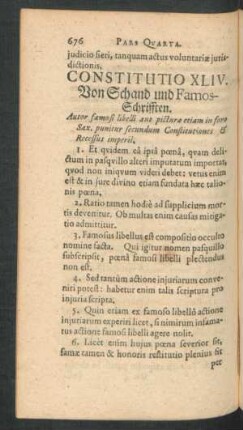 676 PARS QUARTA.
judicio fieri, tanquam actus voluntariæ juris-
dictionis.
CONSTITUTIO XLIV.
Von Schand und Famos-
Schrifften.
Autor famosi libelli aut picturæ etiam in foro
Sax. punitur secundum Constitutiones &
Recessus imperii.
1. Et quidem eâ ipsâ pœnâ, quam delic-
tum in pasquillo alteri imputatum importat,
quod non iniquum videri debet: vetus enim
est & in jure divino etiam fundata hæc talio-
nis pœna.
2. Ratio tamen hodiè ad supplicium mor-
tis devenitur. Ob multas enim causas mitiga-
tio admittitur.
3. Famosus libellus est compositio occulto
nomine facta. Qui igitur nomen pasquillo
subscripsit, pœnâ famosi libelli plectendus
non est.
4. Sed tantùm actione injuriarum conve-
niri potest: habetur enim talis scriptura pro
injuria scripta.
5. Quin etiam ex famoso libello actione
injuriarum experiri licet, si nimirum infama-
tus actione famosi libelli agere nolit.
6. Licèt enim hujus pœna severior sit,
famæ tamen & honoris restitutio plenius fit
per